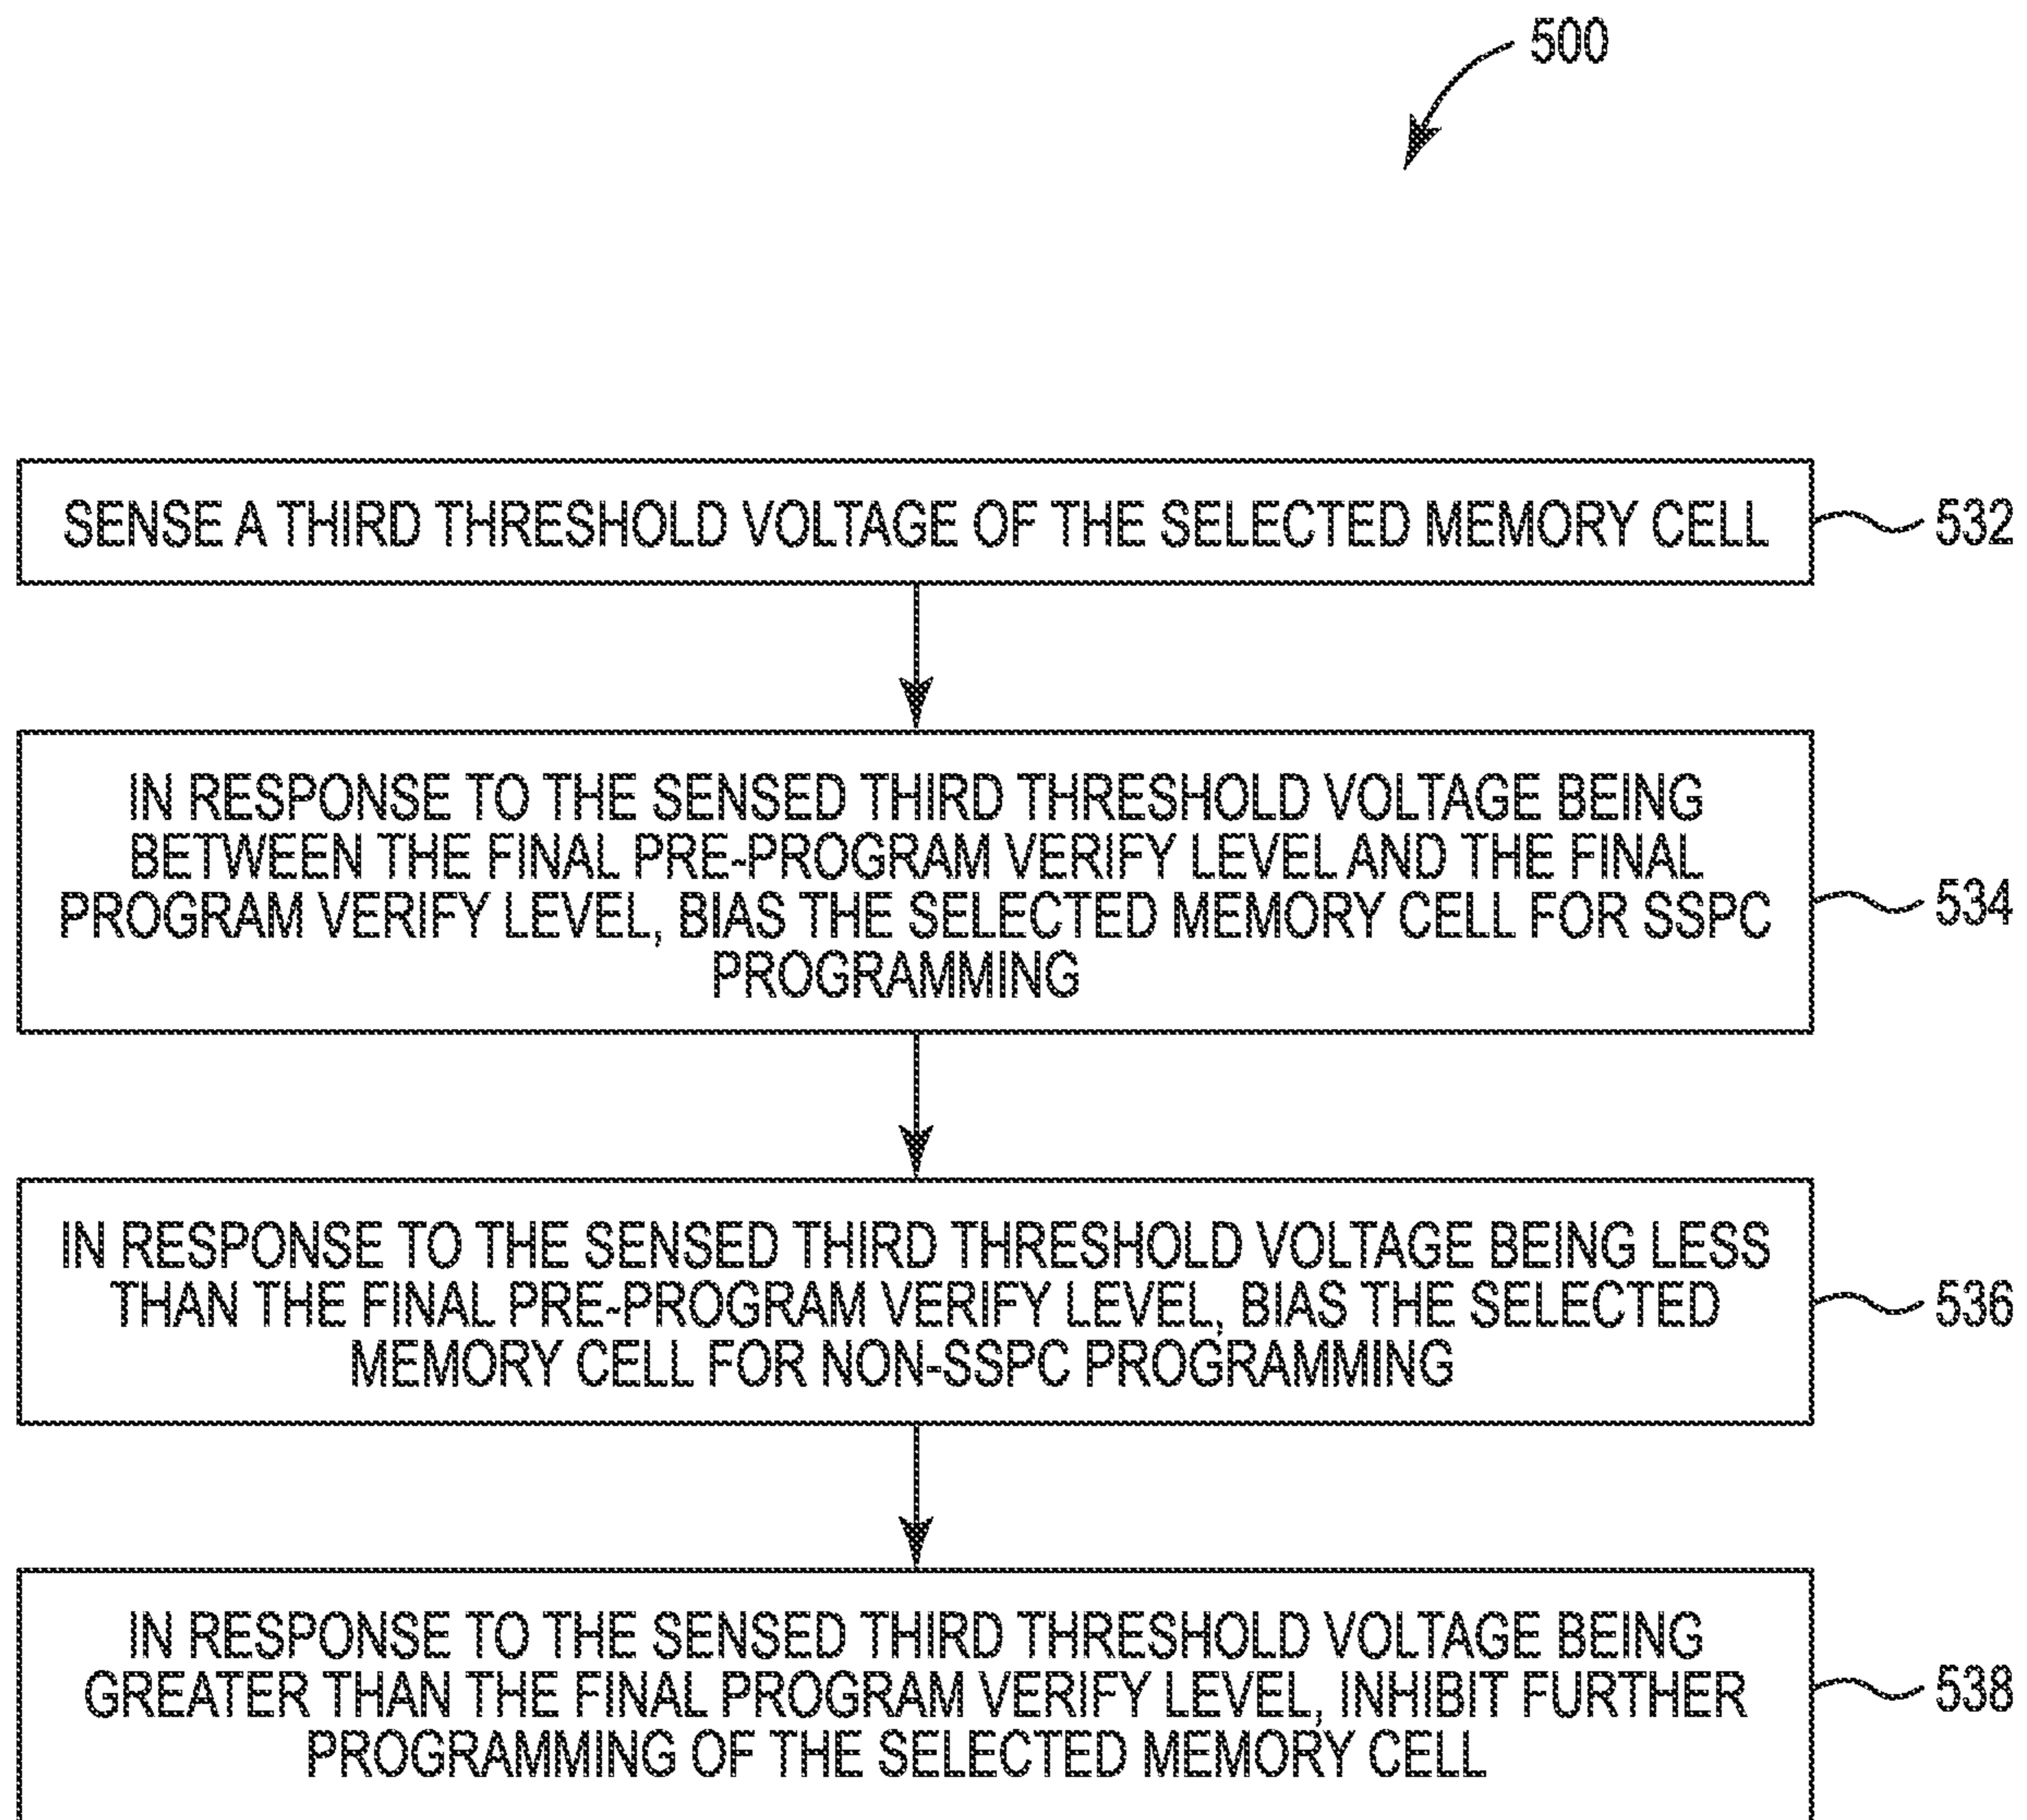 500
SENSE A THIRD THRESHOLD VOLTAGE OF THE SELECTED MEMORY CELL
532
IN RESPONSE TO THE SENSED THIRD THRESHOLD VOLTAGE BEING
BETWEEN THE FINAL PRE-PROGRAM VERIFY LEVEL AND THE FINAL
PROGRAM VERIFY LEVEL, BIAS THE SELECTED MEMORY CELL FOR SSPC
PROGRAMMING
534
IN RESPONSE TO THE SENSED THIRD THRESHOLD VOLTAGE BEING LESS
THAN THE FINAL PRE-PROGRAM VERIFY LEVEL, BIAS THE SELECTED
MEMORY CELL FOR NON-SSPC PROGRAMMING
536
IN RESPONSE TO THE SENSED THIRD THRESHOLD VOLTAGE BEING
GREATER THAN THE FINAL PROGRAM VERIFY LEVEL, INHIBIT FURTHER
PROGRAMMING OF THE SELECTED MEMORY CELL
538